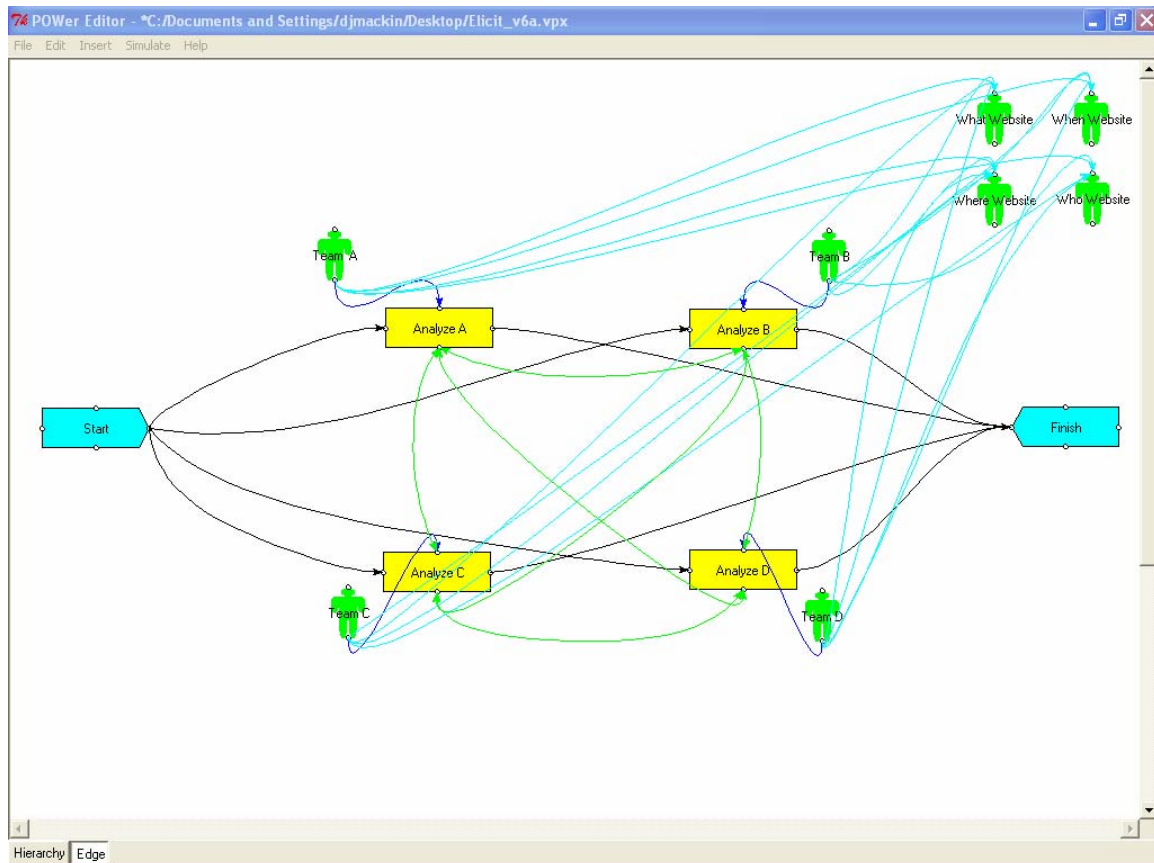 POWer Editor - *C:/Documents and Settings/djmackin/Desktop/Elicit_v6a.vpx
File Edit Insert Simulate Help
What Website
When Website
Where Website
Who Website
Team A
Team B
Analyze A
Analyze B
Start
Finish
Analyze C
Analyze D
Team C
Team D
Hierarchy Edge